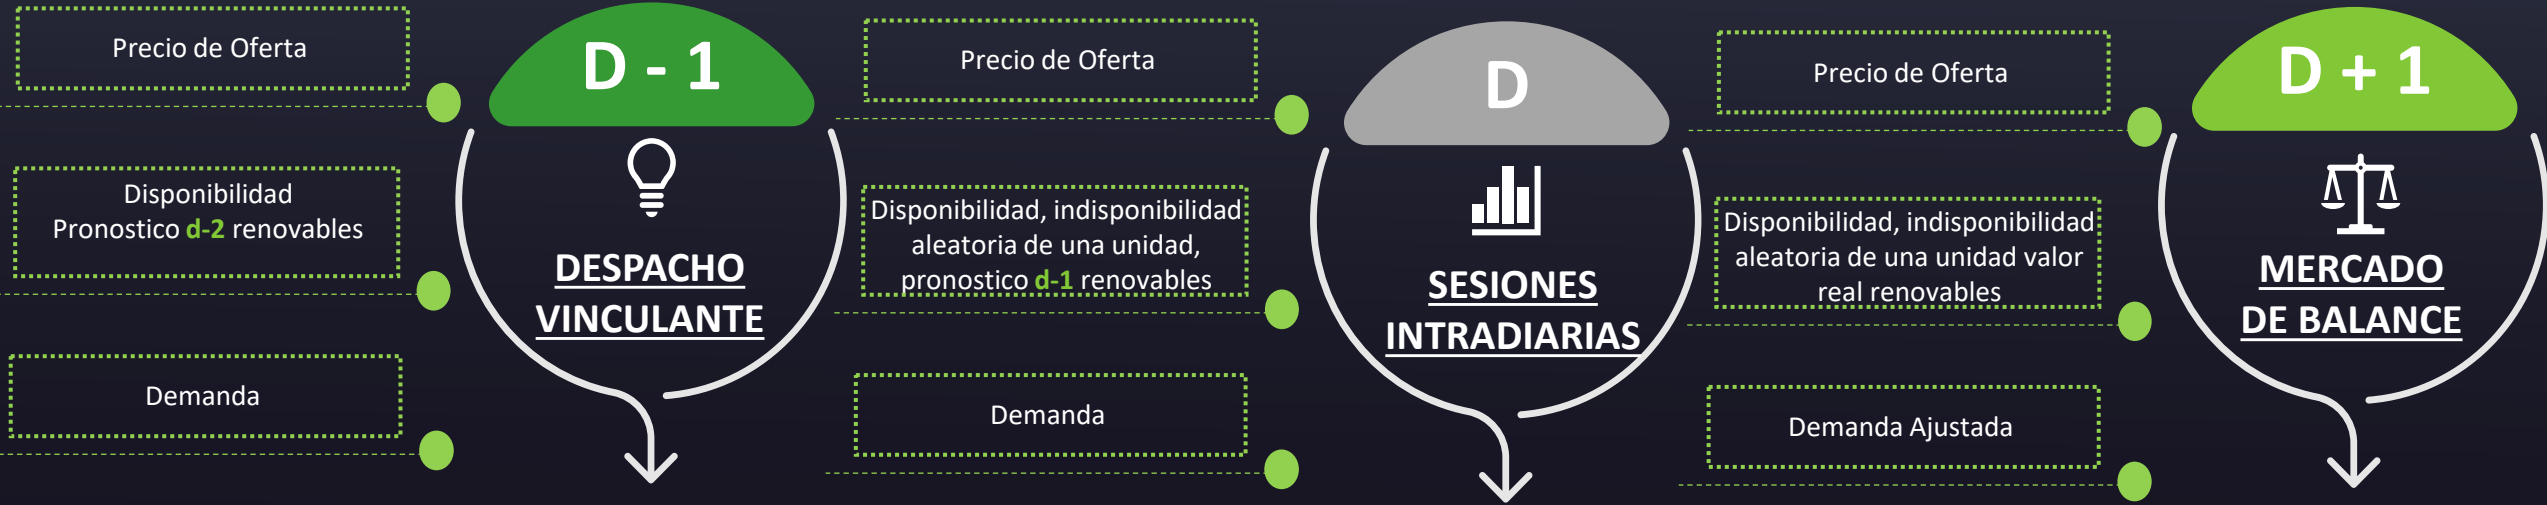 Precio de Oferta
Disponibilidad
Pronostico d-2 renovables
Demanda
D - 1
DESPACHO
VINCULANTE
Precio de Oferta
Disponibilidad, indisponibilidad
aleatoria de una unidad,
pronostico d-1 renovables
Demanda
D
SESIONES
INTRADIARIAS
Precio de Oferta
Disponibilidad, indisponibilidad
aleatoria de una unidad valor
real renovables
Demanda Ajustada
D + 1
MERCADO
DE BALANCE